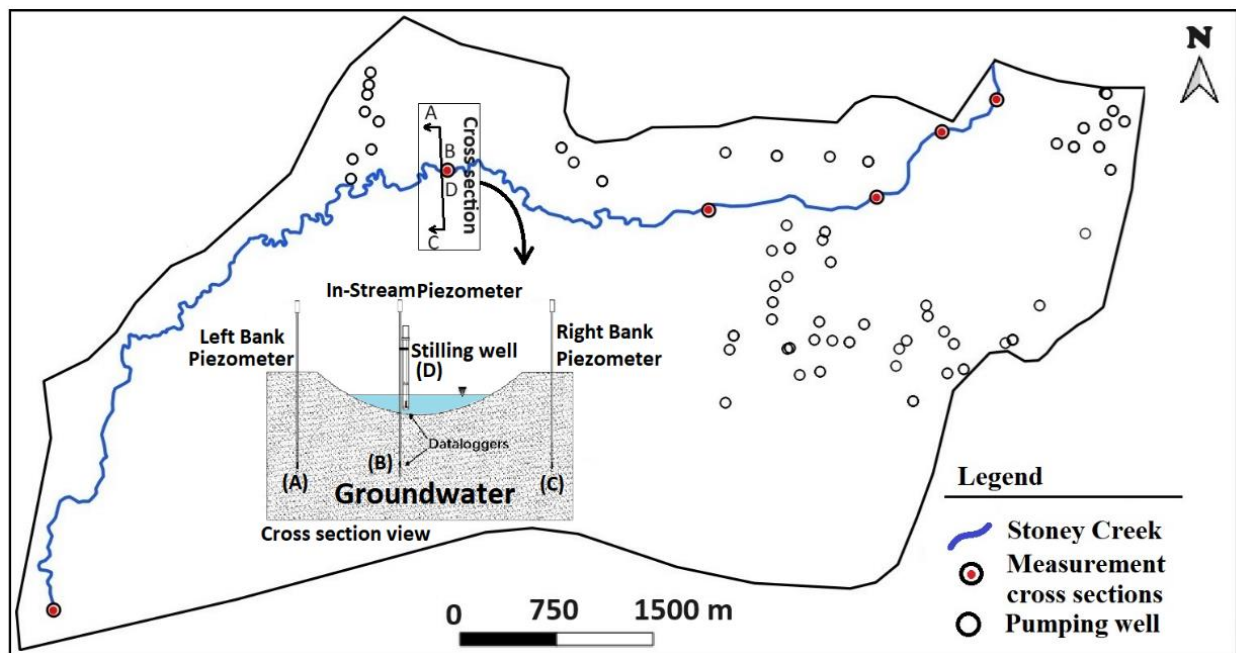 N
A
B
D
C
Cross section
In-Stream Piezometer
Left Bank
Piezometer
Right Bank
Piezometer
Stilling well
(D)
Dataloggers
(A)
(B)
(C)
Groundwater
Cross section view
0 750 1500 m
Legend
Stoney Creek
Measurement
cross sections
Pumping well